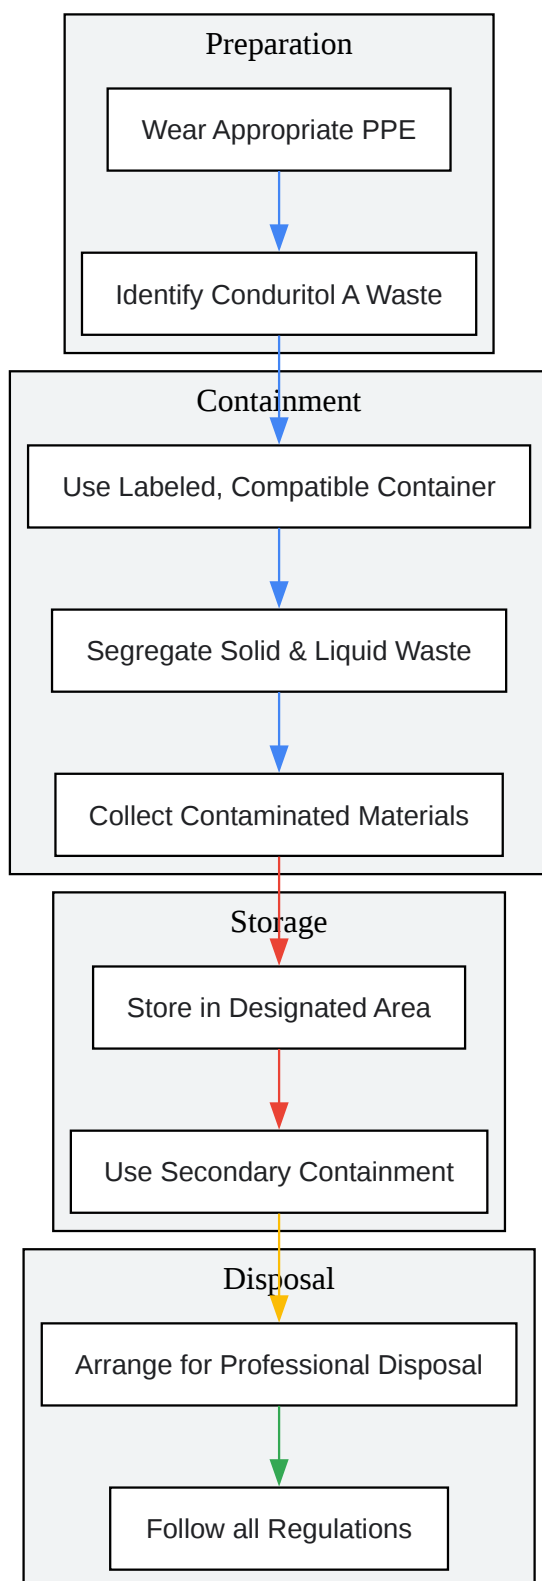 Preparation
Wear Appropriate PPE
Identify Conduritol A Waste
Containment
Use Labeled, Compatible Container
Segregate Solid & Liquid Waste
Collect Contaminated Materials
Storage
Store in Designated Area
Use Secondary Containment
Disposal
Arrange for Professional Disposal
Follow all Regulations